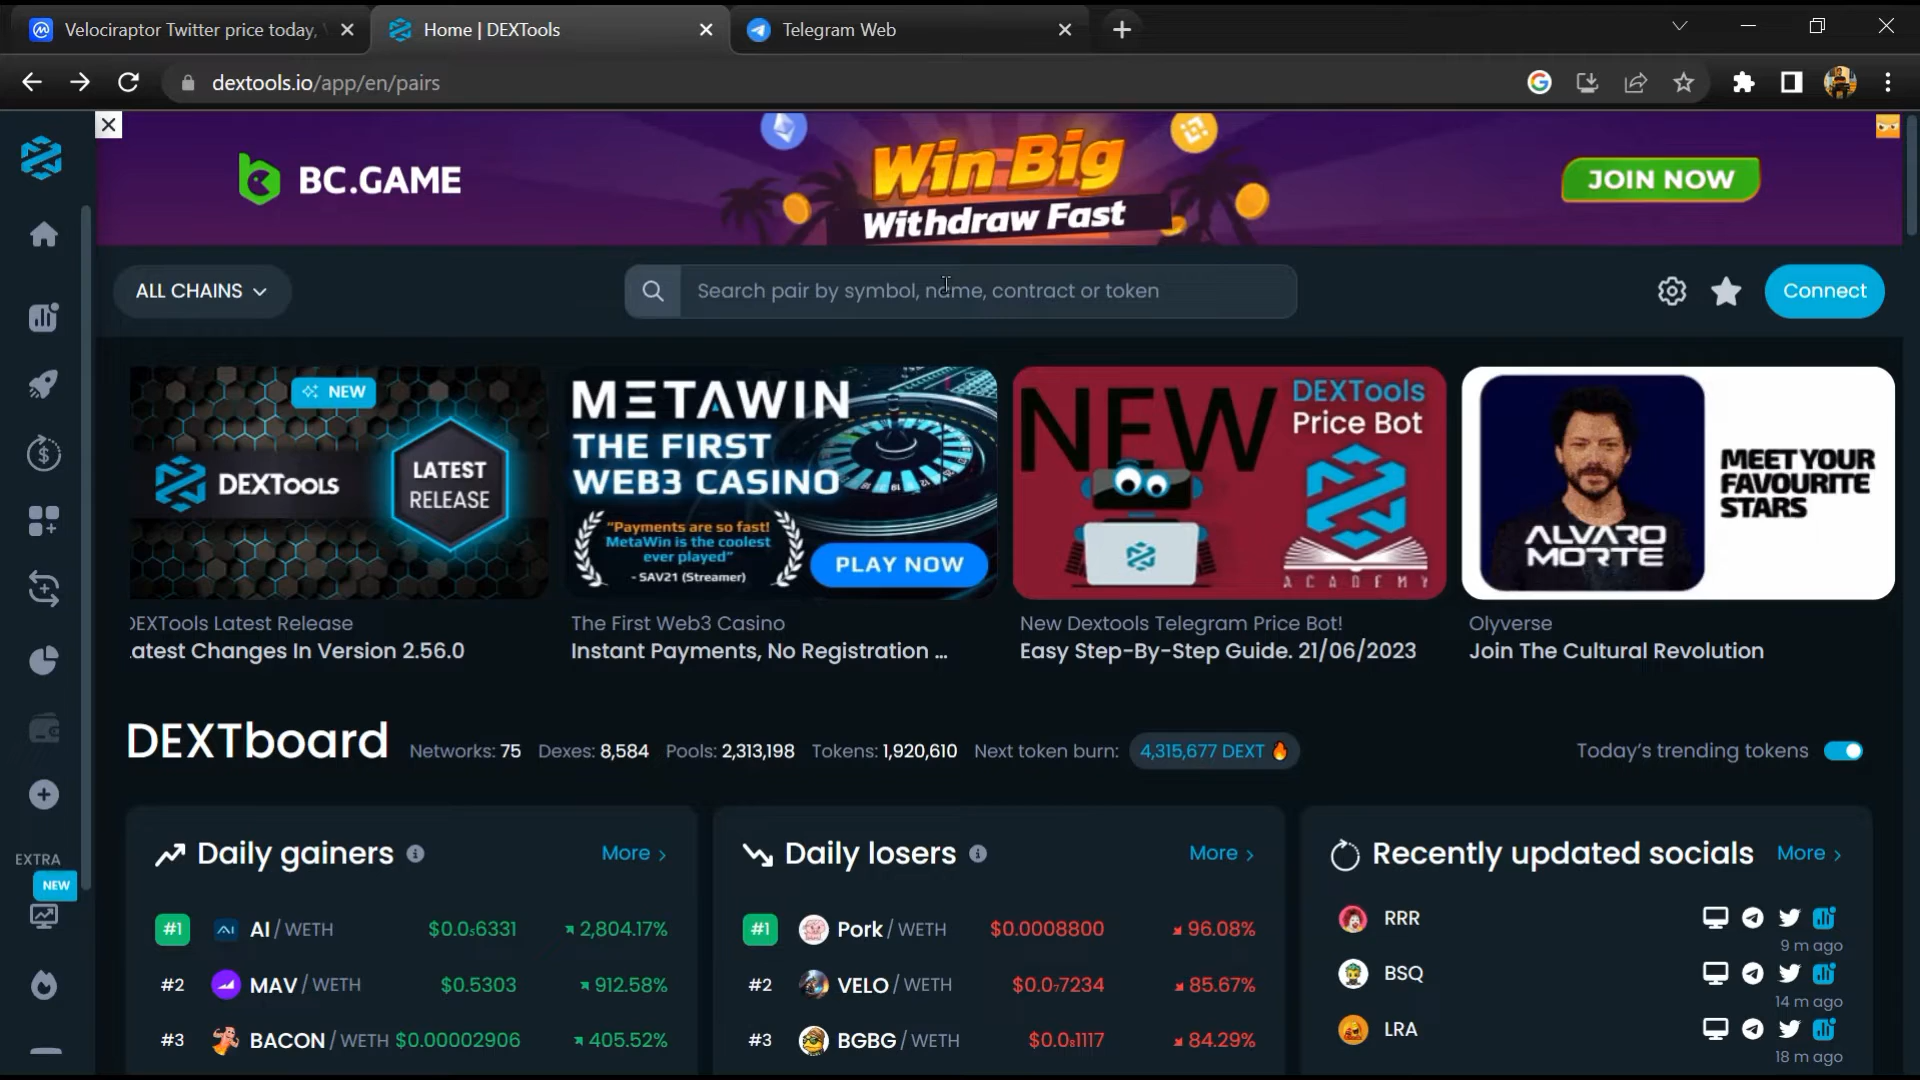 Velociraptor Twitter price today,
Home | DEXTools
Telegram Web
dextools.io/app/en/pairs
BC.GAME
Win Big
Withdraw Fast
JOIN NOW
ALL CHAINS
Search pair by symbol, name, contract or token
Connect
NEW
DEXTools
LATEST
RELEASE
METAWIN
THE FIRST
WEB3 CASINO
"Payments are so fast!
MetaWin is the coolest
ever played"
- SAV21 (Streamer)
PLAY NOW
NEW
DEXTools
Price Bot
ACADEMY
ALVARO
MORTE
MEET YOUR
FAVOURITE
STARS
DEXTools Latest Release
atest Changes In Version 2.56.0
The First Web3 Casino
Instant Payments, No Registration ...
New Dextools Telegram Price Bot!
Easy Step-By-Step Guide. 21/06/2023
Olyverse
Join The Cultural Revolution
DEXTboard
Networks: 75 Dexes: 8,584 Pools: 2,313,198 Tokens: 1,920,610 Next token burn: 4,315,677 DEXT
Today's trending tokens
EXTRA
NEW
Daily gainers
More
#1 AI / WETH $0.0₅6331 2,804.17%
#2 MAV / WETH $0.5303 912.58%
#3 BACON / WETH $0.00002906 405.52%
Daily losers
More
#1 Pork / WETH $0.0008800 96.08%
#2 VELO / WETH $0.0₇7234 85.67%
#3 BGBG / WETH $0.0₈1117 84.29%
Recently updated socials
More
RRR
9 m ago
BSQ
14 m ago
LRA
18 m ago